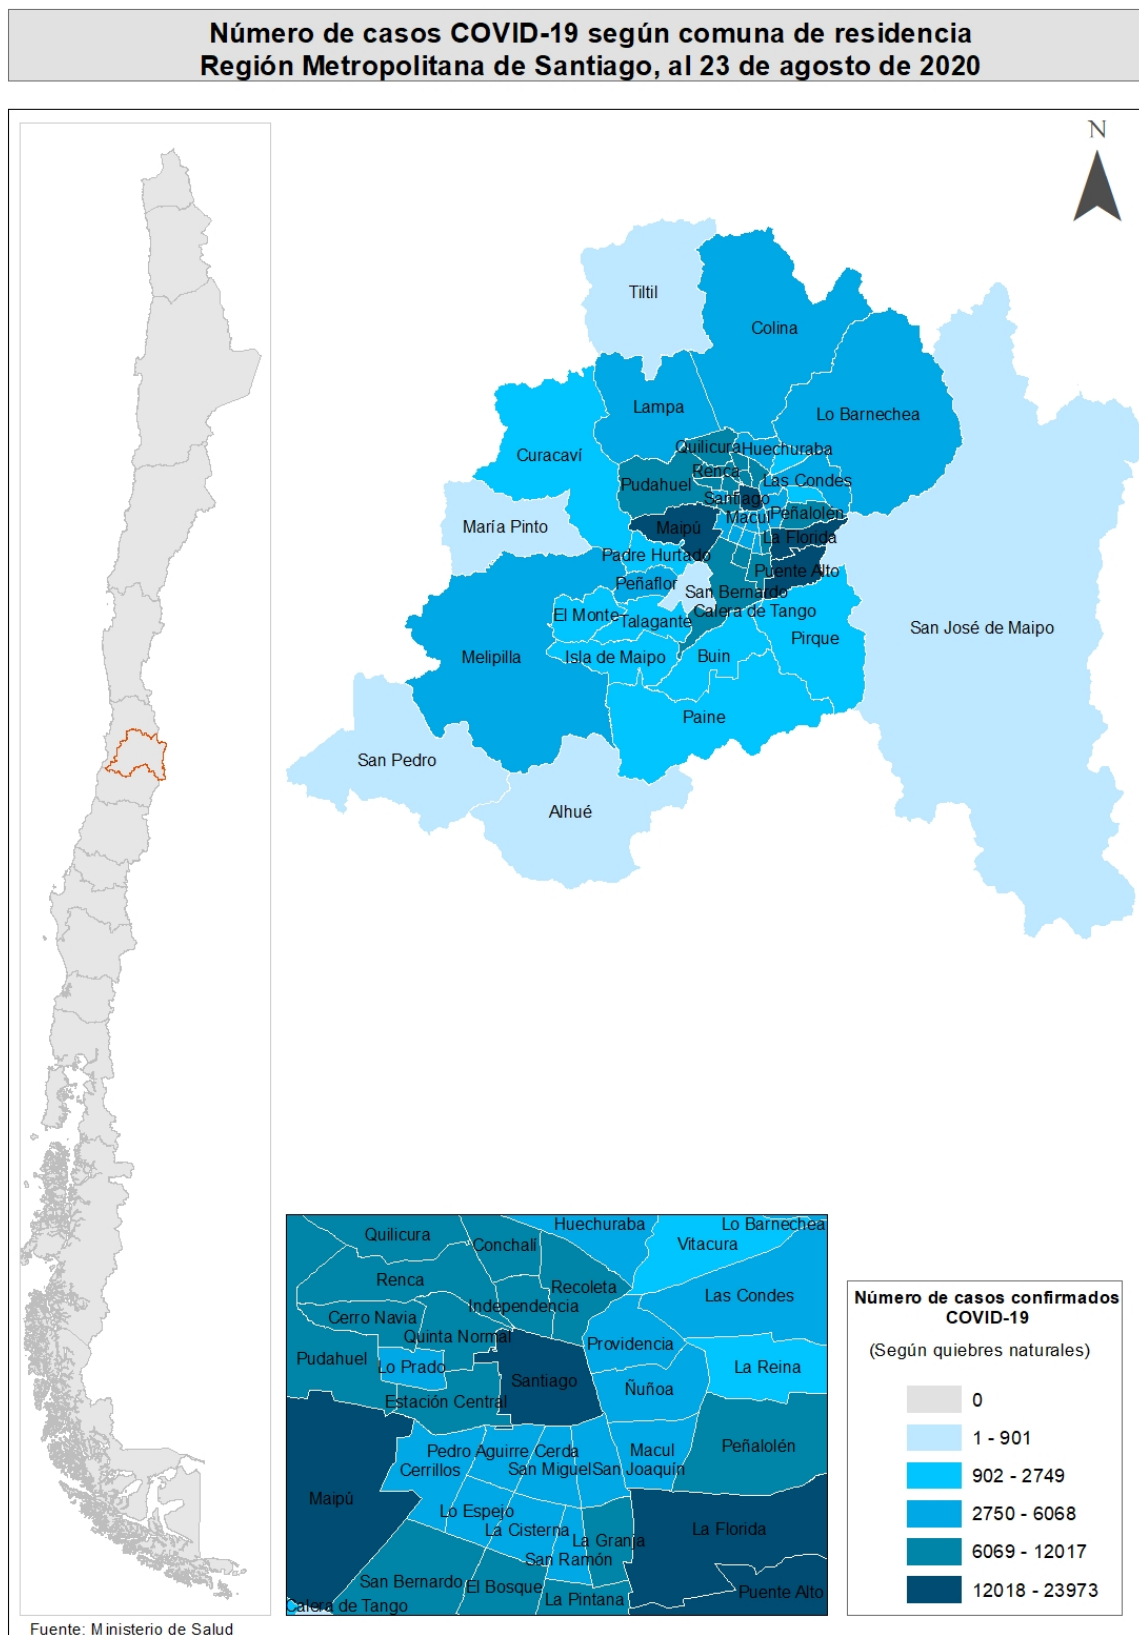 Número de casos COVID-19 según comuna de residencia
Región Metropolitana de Santiago, al 23 de agosto de 2020
N
Tiltil
Colina
Lampa
Lo Barnechea
Curacaví
Quilicura
Huechuraba
Renca
Pudahuel
Las Condes
Santiago
Peñalolén
María Pinto
Maipú
Macul
La Florida
Padre Hurtado
Peñaflor
Puente Alto
San Bernardo
El Monte
Talagante
Calera de Tango
San José de Maipo
Pirque
Melipilla
Isla de Maipo
Buin
Paine
San Pedro
Alhué
Huechuraba
Lo Barnechea
Quilicura
Conchalí
Vitacura
Renca
Recoleta
Las Condes
Independencia
Cerro Navia
Quinta Normal
Providencia
Pudahuel
Lo Prado
La Reina
Santiago
Ñuñoa
Estación Central
Peñalolén
Pedro Aguirre Cerda
Macul
Cerrillos
San Miguel
San Joaquín
Maipú
Lo Espejo
La Cisterna
La Florida
La Granja
San Ramón
San Bernardo
El Bosque
Puente Alto
La Pintana
Calera de Tango
Número de casos confirmados
COVID-19
(Según quiebres naturales)
0
1 - 901
902 - 2749
2750 - 6068
6069 - 12017
12018 - 23973
Fuente: Ministerio de Salud